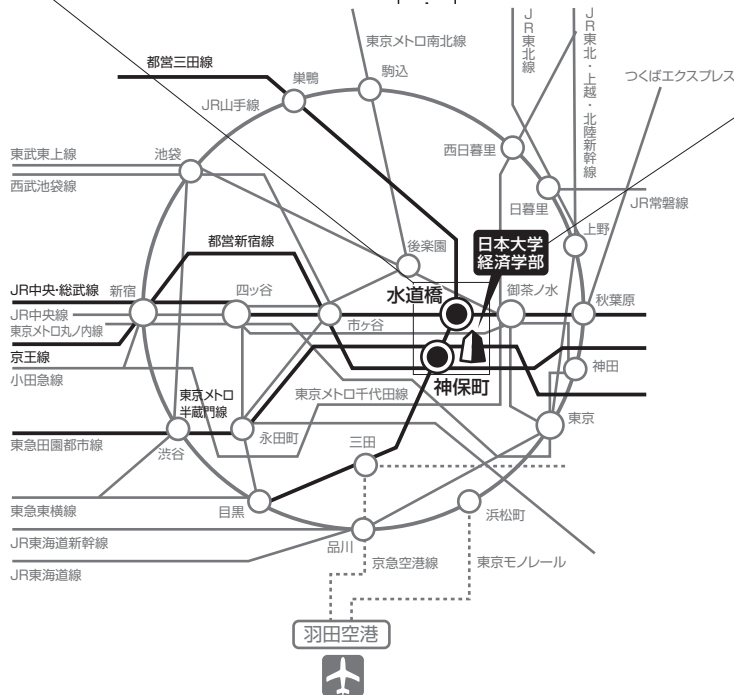 東京メトロ南北線
JR東北線
JR東北・上越・北陸新幹線
都営三田線
巣鴨
駒込
つくばエクスプレス
JR山手線
東武東上線
池袋
西日暮里
西武池袋線
日暮里
JR常磐線
都営新宿線
後楽園
日本大学
経済学部
上野
JR中央・総武線
新宿
四ッ谷
水道橋
御茶ノ水
秋葉原
JR中央線
市ヶ谷
東京メトロ丸ノ内線
京王線
小田急線
神田
東京メトロ
半蔵門線
東京メトロ千代田線
神保町
東京
東急田園都市線
渋谷
永田町
三田
東急東横線
目黒
浜松町
JR東海道新幹線
品川
京急空港線
東京モノレール
JR東海道線
羽田空港